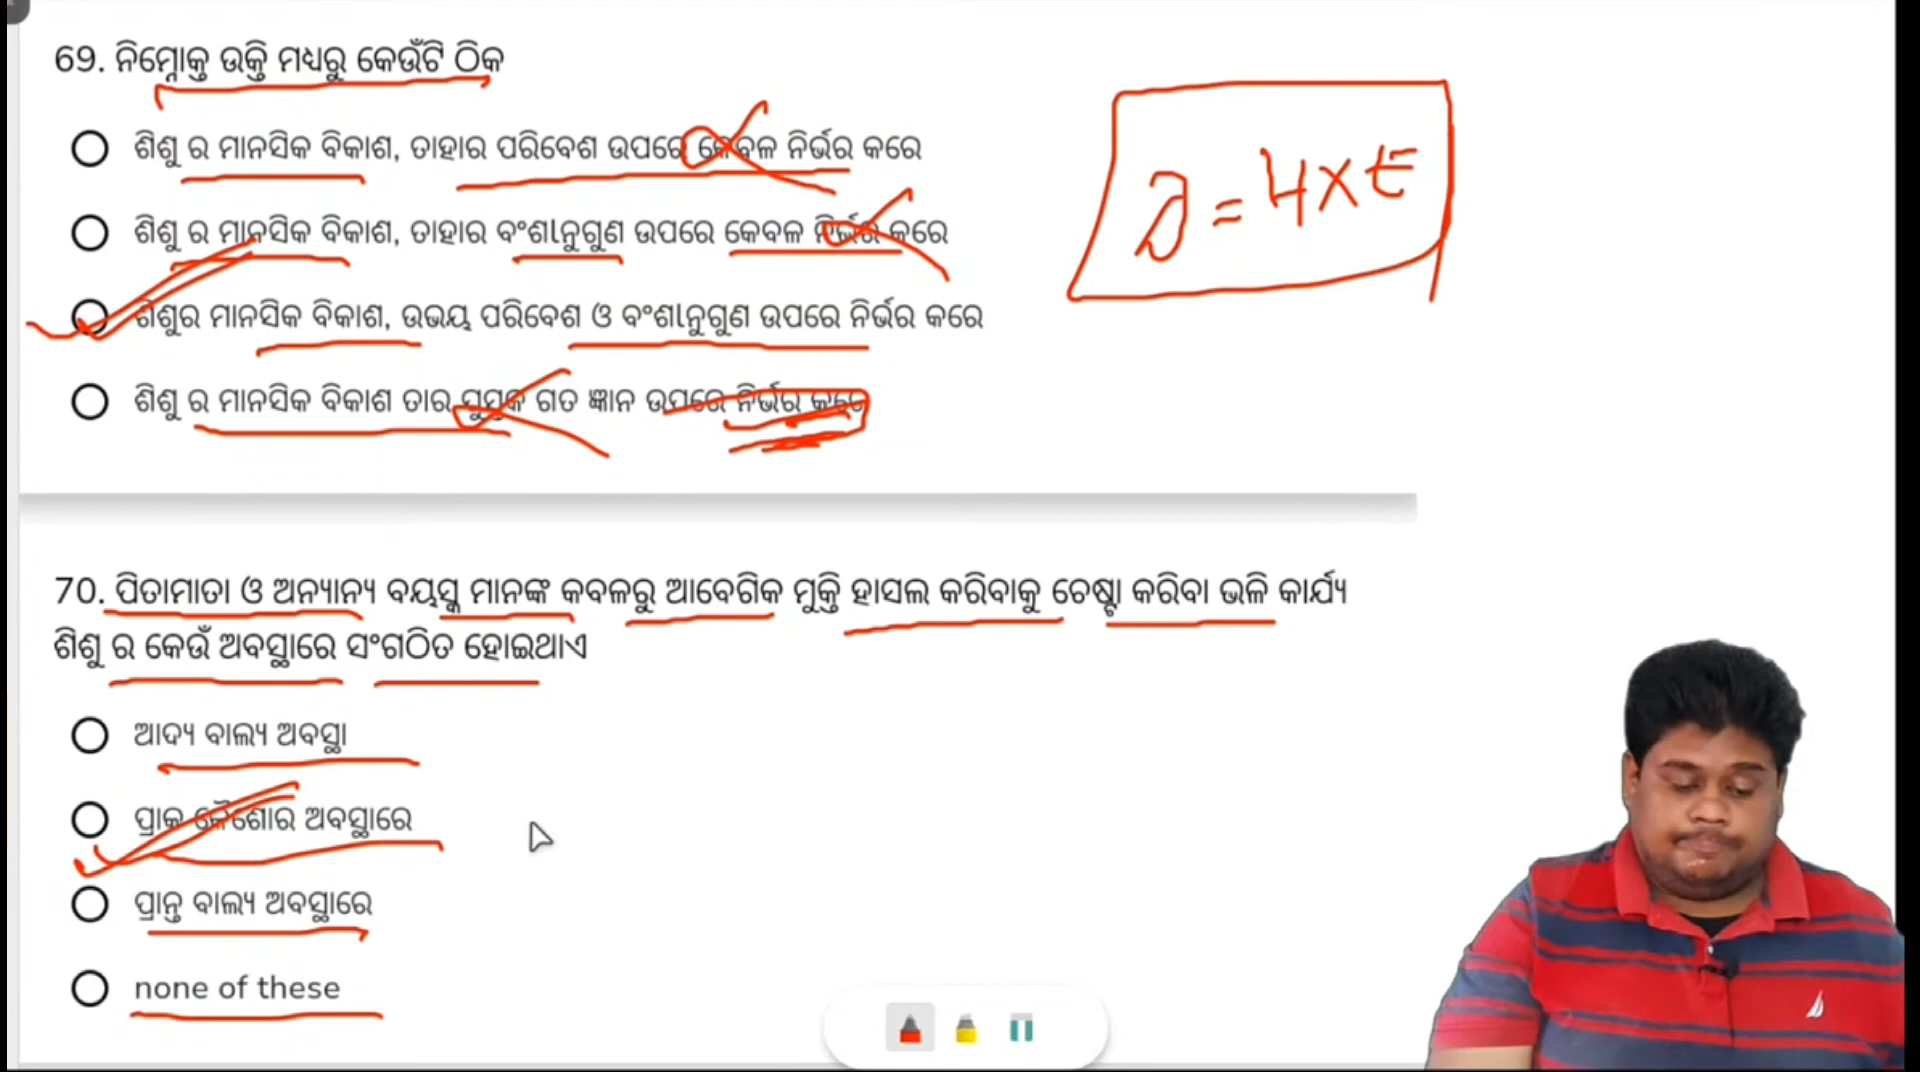 69. ନିମ୍ନୋକ୍ତ ଉକ୍ତି ମଧ୍ୟରୁ କେଉଁଟି ଠିକ
ଶିଶୁ ର ମାନସିକ ବିକାଶ, ତାହାର ପରିବେଶ ଉପରେ କେବଳ ନିର୍ଭର କରେ
ଶିଶୁ ର ମାନସିକ ବିକାଶ, ତାହାର ବଂଶlନୁଗୁଣ ଉପରେ କେବଳ ନିର୍ଭର କରେ
ଶିଶୁର ମାନସିକ ବିକାଶ, ଉଭୟ ପରିବେଶ ଓ ବଂଶlନୁଗୁଣ ଉପରେ ନିର୍ଭର କରେ
ଶିଶୁ ର ମାନସିକ ବିକାଶ ତାର ଗତ ଜ୍ଞାନ ଉପରେ ନିର୍ଭର କରେ
= H x E
70. ପିତାମାତା ଓ ଅନ୍ୟାନ୍ୟ ବୟସ୍କ ମାନଙ୍କ କବଳରୁ ଆବେଗିକ ମୁକ୍ତି ହାସଲ କରିବାକୁ ଚେଷ୍ଟା କରିବା ଭଳି କାର୍ଯ୍ୟ
ଶିଶୁ ର କେଉଁ ଅବସ୍ଥାରେ ସଂଗଠିତ ହୋଇଥାଏ
ଆଦ୍ୟ ବାଲ୍ୟ ଅବସ୍ଥା
ପ୍ରାକ କୈଶୋର ଅବସ୍ଥାରେ
ପ୍ରାନ୍ତ ବାଲ୍ୟ ଅବସ୍ଥାରେ
none of these